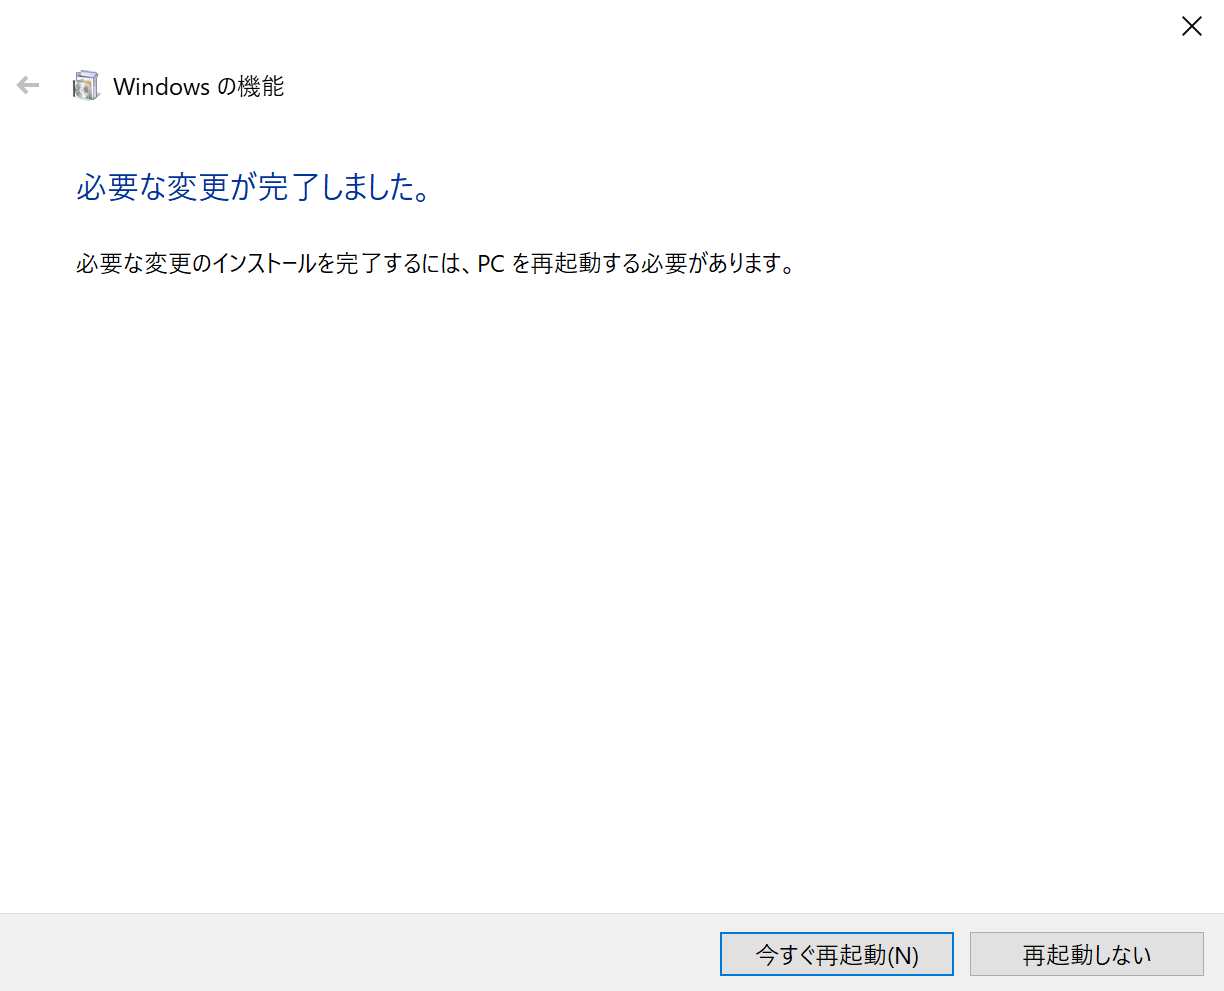 Windows の機能
必要な変更が完了しました。
必要な変更のインストールを完了するには、PC を再起動する必要があります。
今すぐ再起動(N)
再起動しない